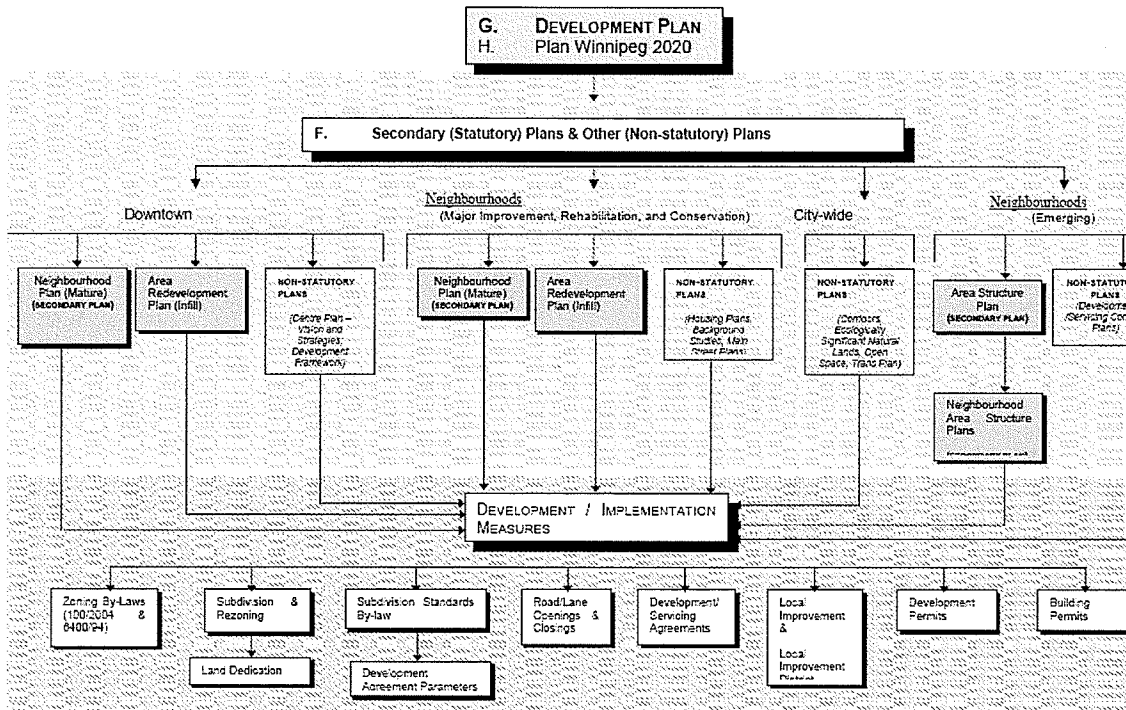 G. DEVELOPMENT PLAN
H. Plan Winnipeg 2020
F. Secondary (Statutory) Plans & Other (Non-statutory) Plans
Downtown
Neighbourhoods
(Major Improvement, Rehabilitation, and Conservation)
City-wide
Neighbourhoods
(Emerging)
Neighbourhood
Plan (Mature)
(SECONDARY PLAN)
Area
Redevelopment
Plan (Infill)
NON-STATUTORY
PLANS
(Centre Plan –
Vision and
Strategies;
Development
Framework)
Neighbourhood
Plan (Mature)
(SECONDARY PLAN)
Area
Redevelopment
Plan (Infill)
NON-STATUTORY
PLANS
(Housing Plans,
Background
Studies, Main
Street Plans)
NON-STATUTORY
PLANS
(Corridors,
Ecologically
Significant Natural
Lands, Open
Space, Trans Plan)
Area Structure
Plan
(SECONDARY PLAN)
NON-STATUT
PLANS
(Developme
/Servicing Con
Plans)
Neighbourhood
Area Structure
Plans
DEVELOPMENT / IMPLEMENTATION
MEASURES
Zoning By-Laws
(100/2004 &
6400/94)
Subdivision &
Rezoning
Subdivision Standards
By-law
Road/Lane
Openings &
Closings
Development/
Servicing
Agreements
Local
Improvement
&
Local
Improvement
District
Development
Permits
Building
Permits
Land Dedication
Development
Agreement Parameters